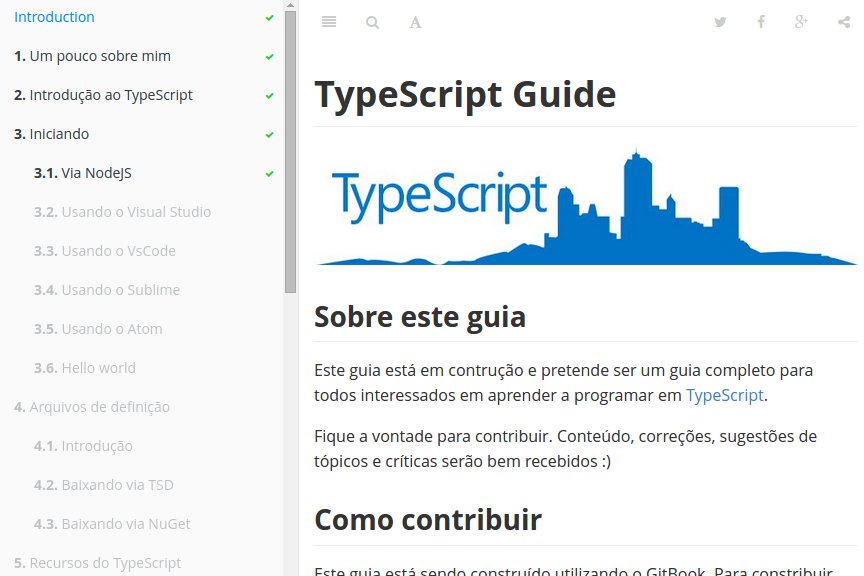 Introduction
1. Um pouco sobre mim
2. Introdução ao TypeScript
3. Iniciando
3.1. Via NodeJS
3.2. Usando o Visual Studio
3.3. Usando o VsCode
3.4. Usando o Sublime
3.5. Usando o Atom
3.6. Hello world
4. Arquivos de definição
4.1. Introdução
4.2. Baixando via TSD
4.3. Baixando via NuGet
5. Recursos do TypeScript
A
TypeScript Guide
TypeScript
Sobre este guia
Este guia está em contrução e pretende ser um guia completo para
todos interessados em aprender a programar em TypeScript.
Fique a vontade para contribuir. Conteúdo, correções, sugestões de
tópicos e críticas serão bem recebidos :)
Como contribuir
Este guia está sendo construído utilizando o GitBook. Para constribuir